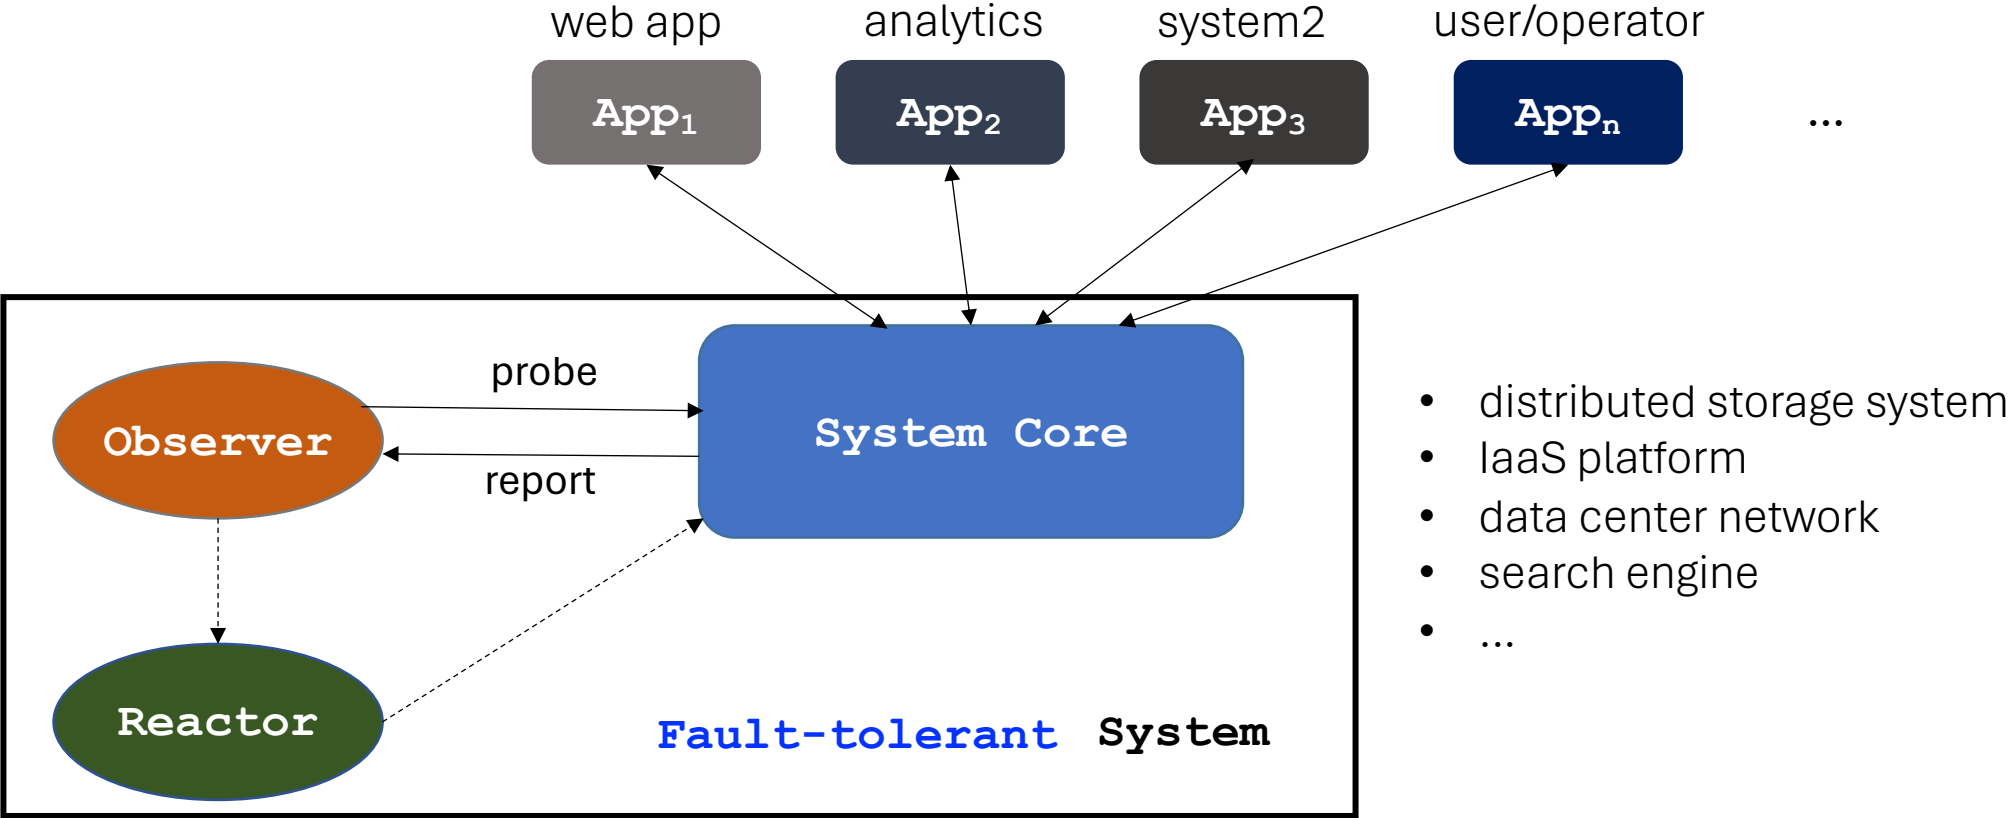 web app analytics system2 user/operator
App1 App2 App3 Appn ...
probe
Observer
System Core
report
• distributed storage system
• IaaS platform
• data center network
• search engine
• ...
Reactor
Fault-tolerant System